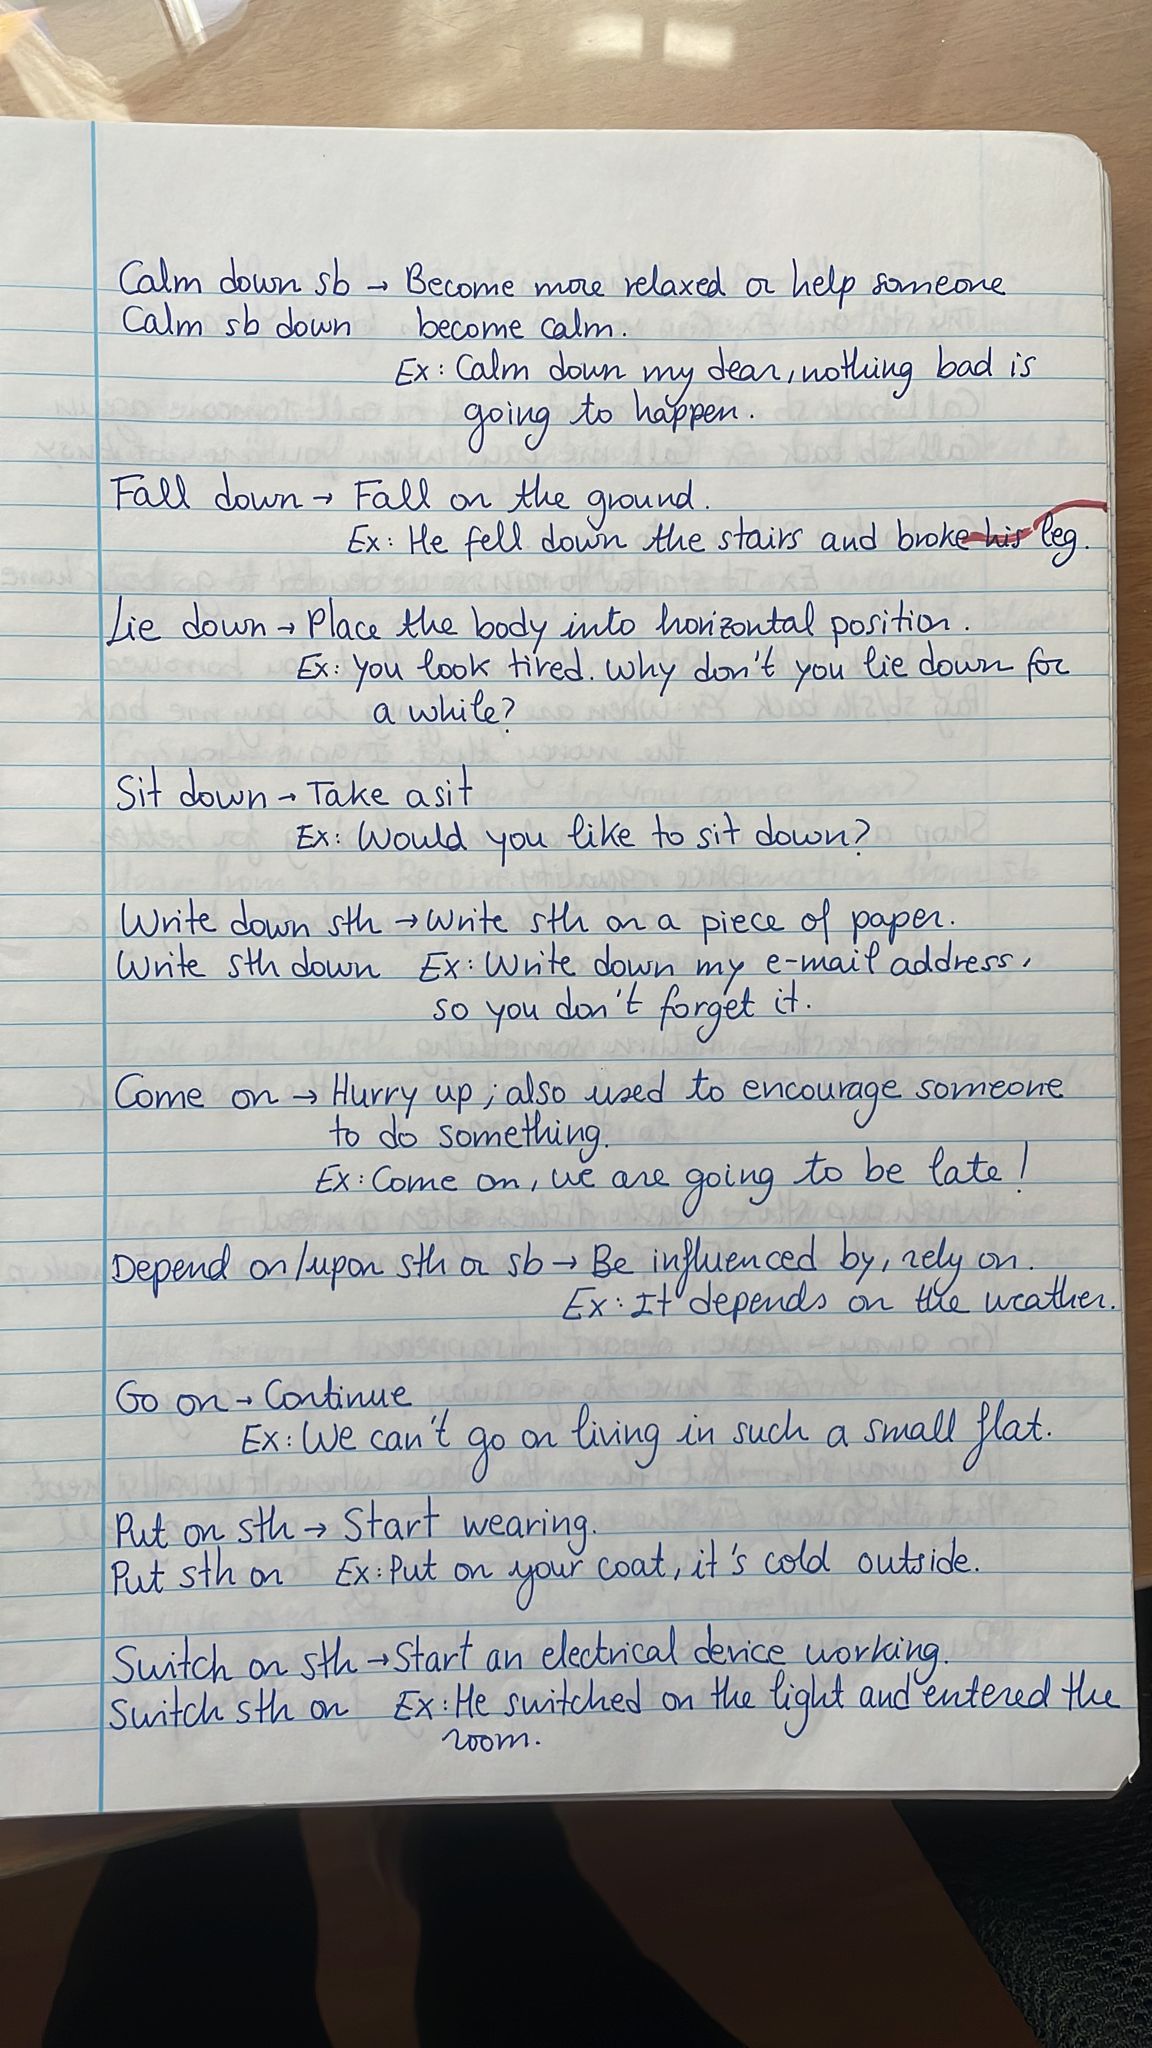 Calm down sb → Become more relaxed or help someone
Calm sb down become calm.
Ex: Calm down my dear, nothing bad is
going to happen.
Fall down → Fall on the ground.
Ex: He fell down the stairs and broke his leg.
Lie down → Place the body into horizontal position.
Ex: You look tired. Why don't you lie down for
a while?
Sit down → Take a sit
Ex: Would you like to sit down?
Write down sth → Write sth on a piece of paper.
Write sth down Ex: Write down my e-mail address,
so you don't forget it.
Come on → Hurry up; also used to encourage someone
to do something.
Ex: Come on, we are going to be late!
Depend on/upon sth or sb → Be influenced by, rely on.
Ex: It depends on the weather.
Go on → Continue
Ex: We can't go on living in such a small flat.
Put on sth → Start wearing.
Put sth on Ex: Put on your coat, it's cold outside.
Switch on sth → Start an electrical device working.
Switch sth on Ex: He switched on the light and entered the
room.